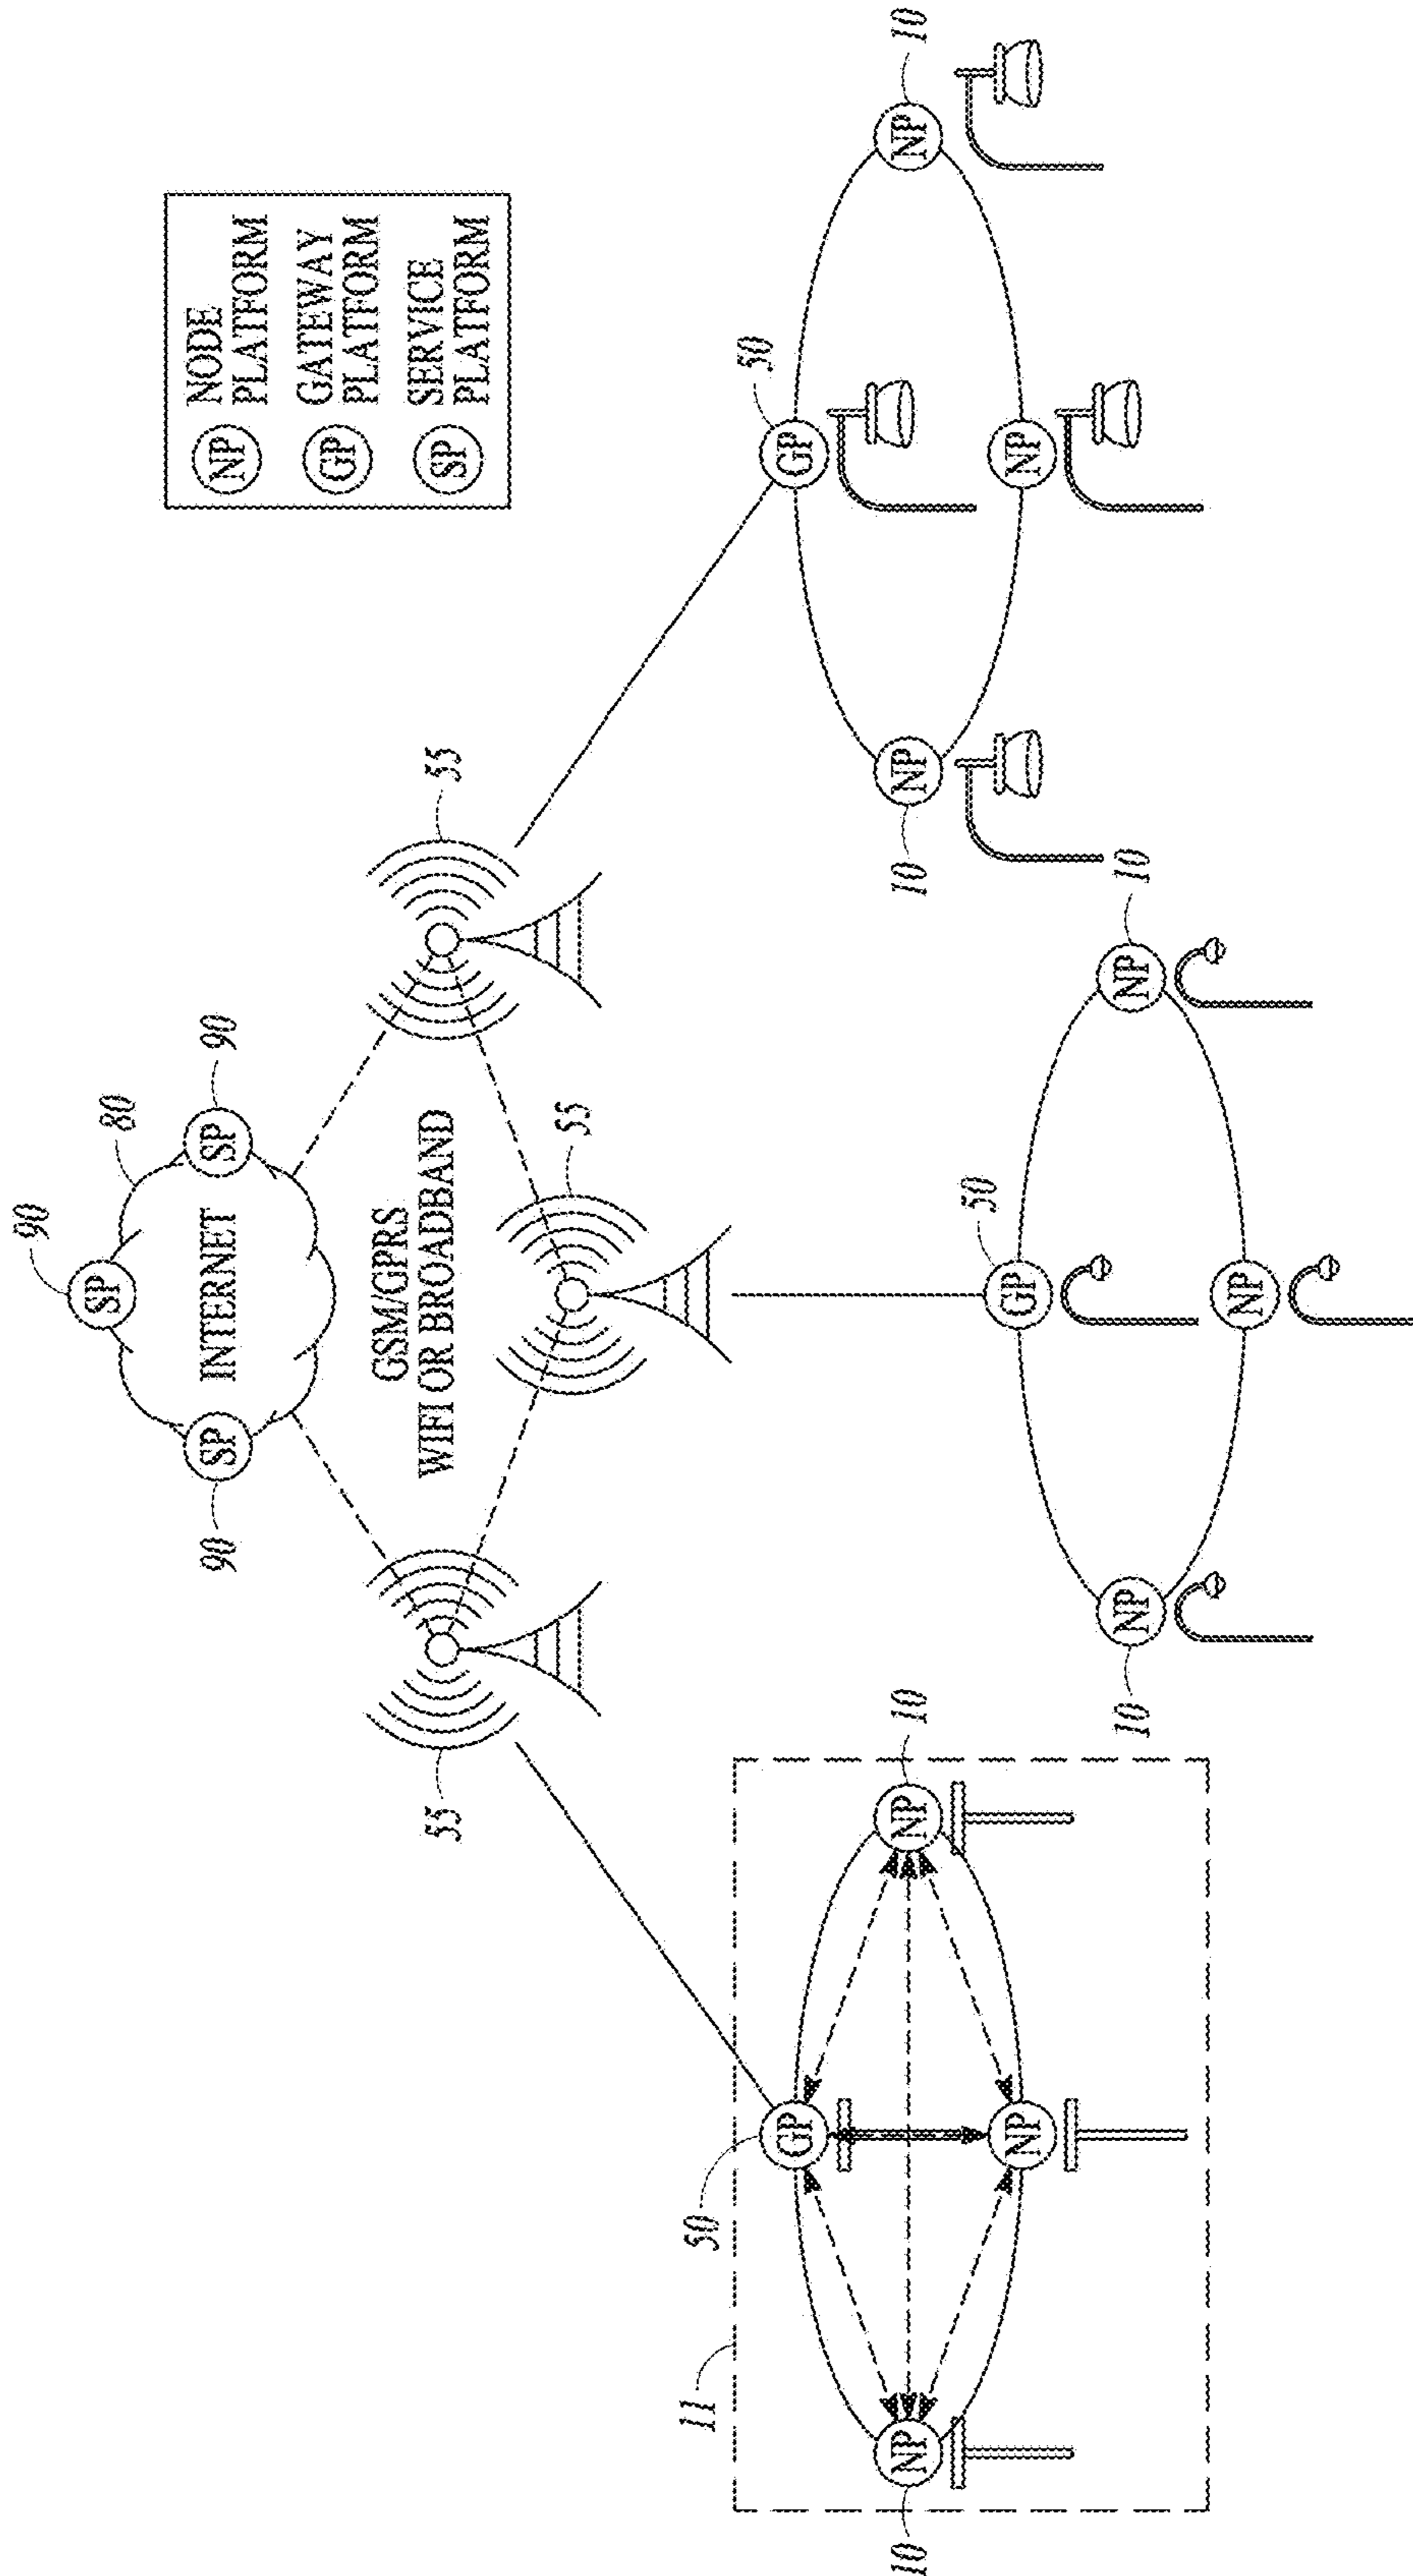 90
80
SP
90
90
SP
INTERNET
SP
GSM/GPRS
WIFI OR BROADBAND
55
55
55
NP
NODE
PLATFORM
GP
GATEWAY
PLATFORM
SP
SERVICE
PLATFORM
11
50
GP
10
NP
NP
10
NP
50
GP
10
NP
NP
10
NP
50
GP
10
NP
NP
10
NP